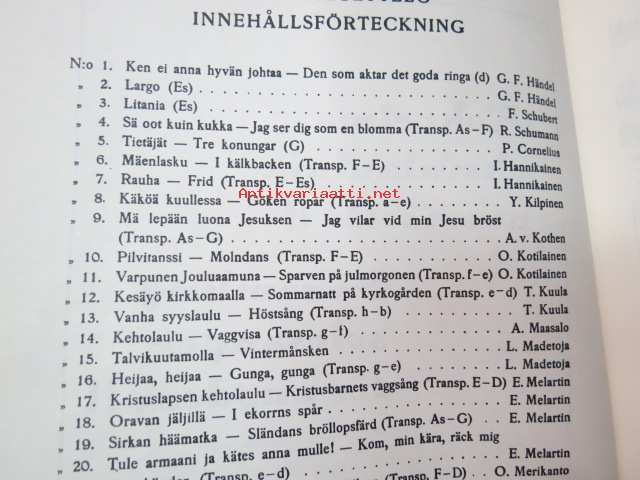 INNEHÅLLSFÖRTECKNING
N:o 1. Ken ei anna hyvän johtaa — Den som aktar det goda ringa (d) G. F. Händel
„ 2. Largo (Es) . . . . . . . . . . G. F. Händel
„ 3. Litania (Es) . . . . . . . . . . F. Schubert
„ 4. Sä oot kuin kukka — Jag ser dig som en blomma (Transp. As—F) R. Schumann
„ 5. Tietäjät — Tre konungar (G) . . . . . . P. Cornelius
„ 6. Mäenlasku — I kälkbacken (Transp. F—E) . . . I. Hannikainen
„ 7. Rauha — Frid (Transp. E—Es) . . . . . . I. Hannikainen
Antikvariaatti.net
„ 8. Käköä kuullessa — Göken ropar (Transp. a—e) . . . . Y. Kilpinen
„ 9. Mä lepään luona Jesuksen — Jag vilar vid min Jesu bröst
(Transp. As—G) . . . . . . . . . . A. v. Kothen
„ 10. Pilvitanssi — Molndans (Transp. F—E) . . . . O. Kotilainen
„ 11. Varpunen Jouluaamuna — Sparven på julmorgonen (Transp. f—e) O. Kotilainen
„ 12. Kesäyö kirkkomaalla — Sommarnatt på kyrkogården (Transp. e—d) T. Kuula
„ 13. Vanha syyslaulu — Höstsång (Transp. h—b) . . . . T. Kuula
„ 14. Kehtolaulu — Vaggvisa (Transp. g—f) . . . . A. Maasalo
„ 15. Talvikuutamolla — Vintermånsken . . . . . . L. Madetoja
„ 16. Heijaa, heijaa — Gunga, gunga (Transp. g—e) . . . . L. Madetoja
„ 17. Kristuslapsen kehtolaulu — Kristusbarnets vaggsång (Transp. E—D) E. Melartin
„ 18. Oravan jäljillä — I ekorrns spår . . . . . . E. Melartin
„ 19. Sirkan häämatka — Sländans bröllopsfärd (Transp. As—G) . . E. Melartin
„ 20. Tule armaani ja kätes anna mulle! — Kom, min kära, räck mig
(Transp. e—d) . . . . . . . . E. Melartin
(Transp. F—D) . . O. Merikanto